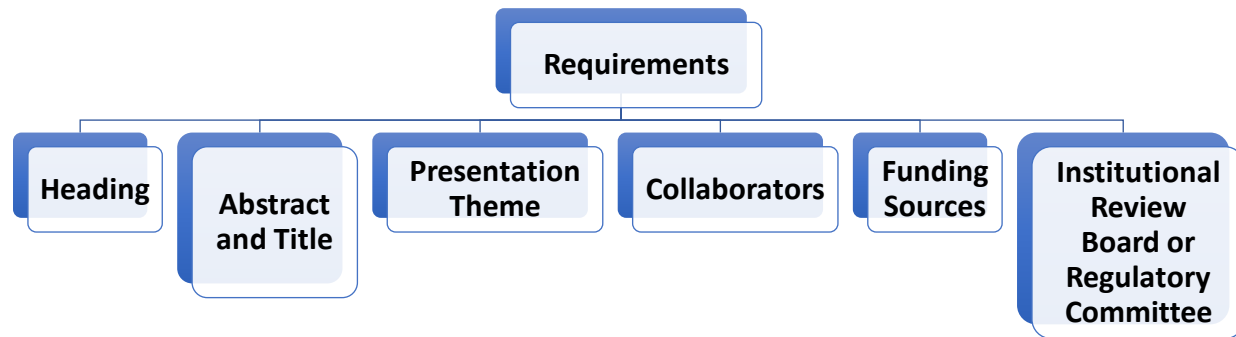 Requirements
Heading
Abstract
and Title
Presentation
Theme
Collaborators
Funding
Sources
Institutional
Review
Board or
Regulatory
Committee